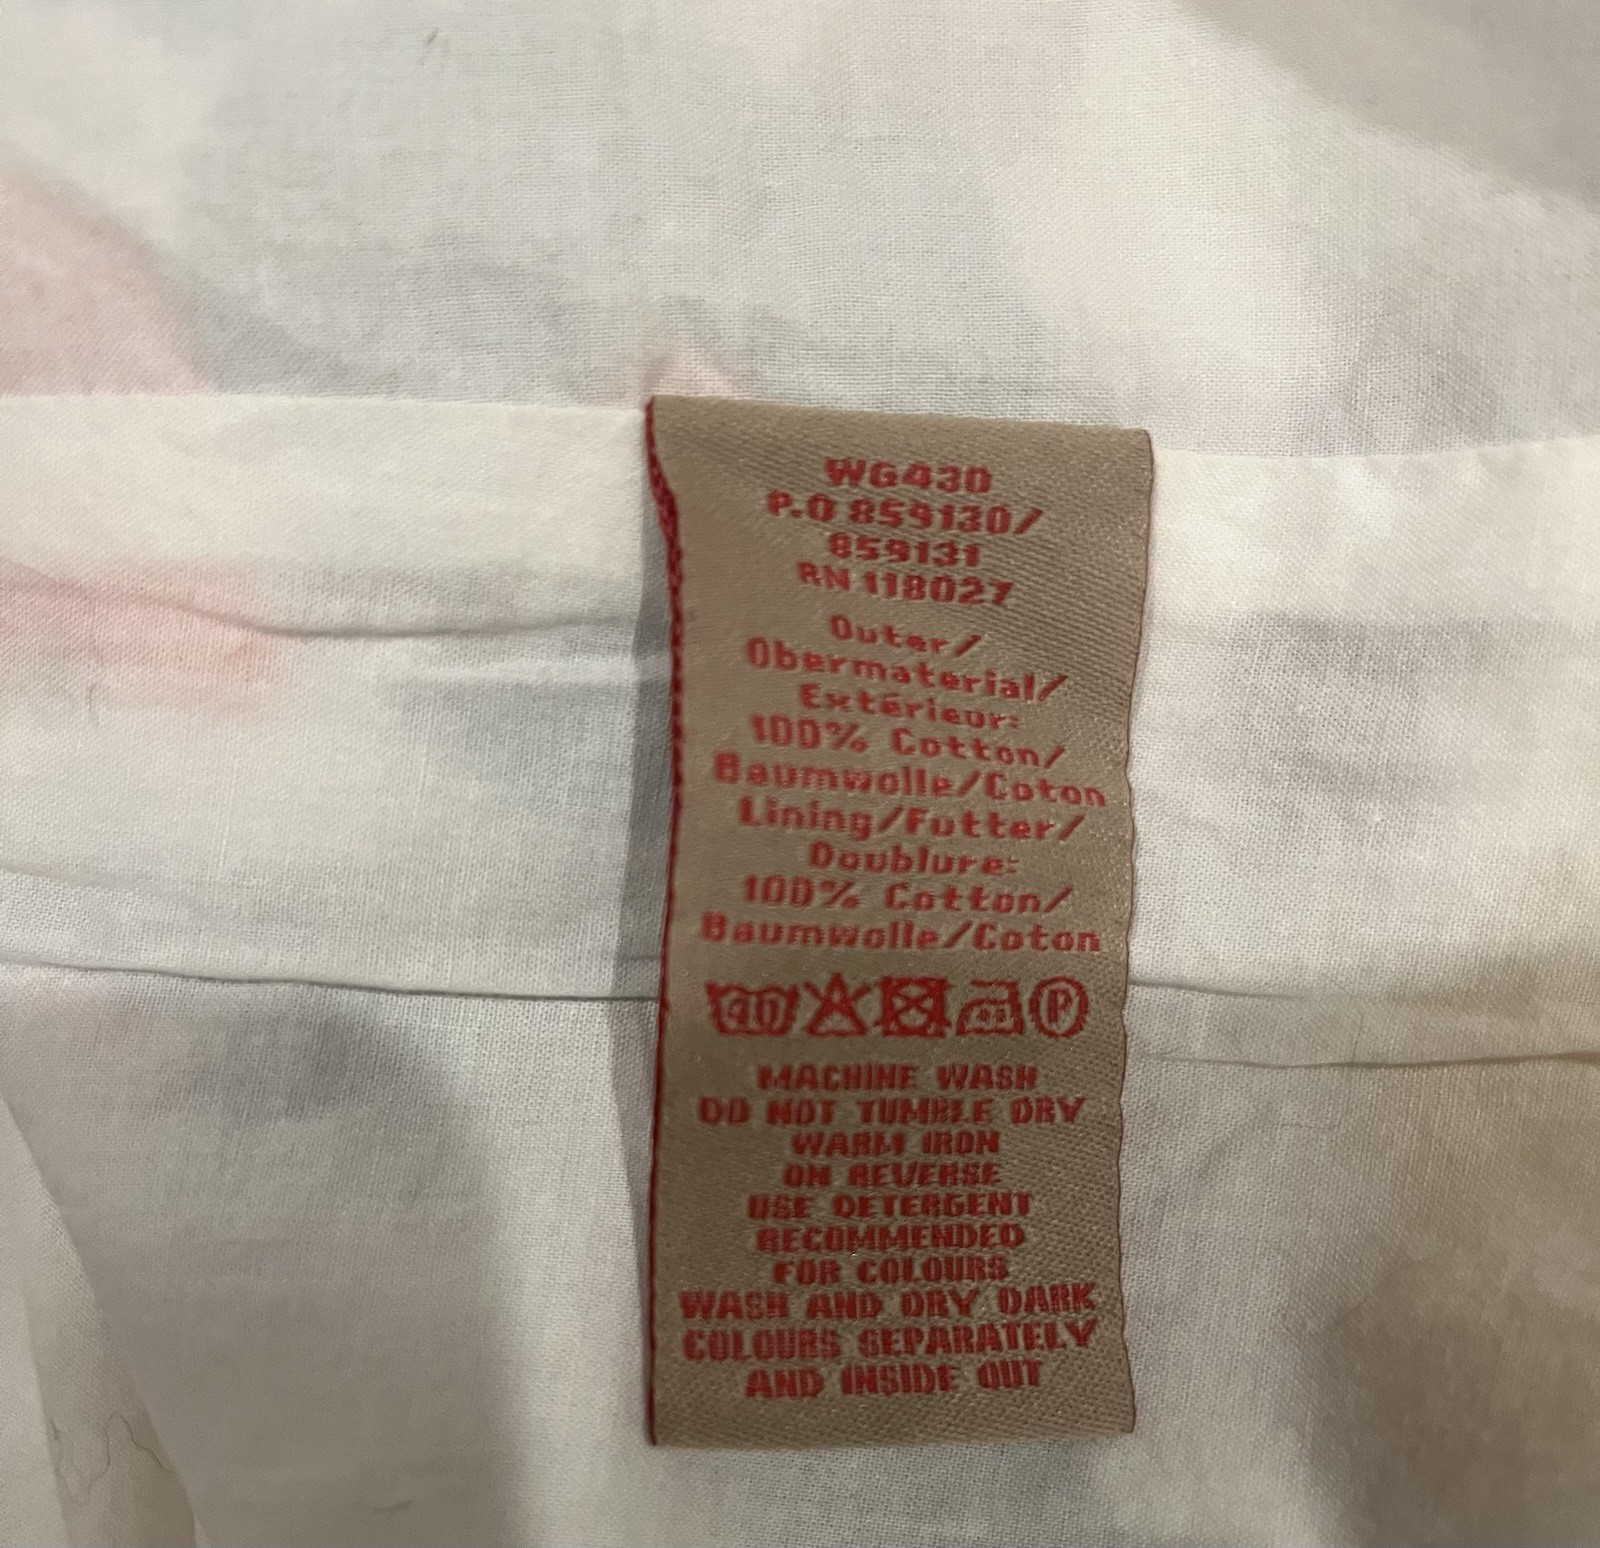 WG430
P.O 859130/
859131
RN 118027
Outer/
Obermaterial/
Extérieur:
100% Cotton/
Baumwolle/Coton
Lining/Futter/
Doublure:
100% Cotton/
Baumwolle/Coton
40 P
MACHINE WASH
DO NOT TUMBLE DRY
WARM IRON
ON REVERSE
USE DETERGENT
RECOMMENDED
FOR COLOURS
WASH AND DRY DARK
COLOURS SEPARATELY
AND INSIDE OUT